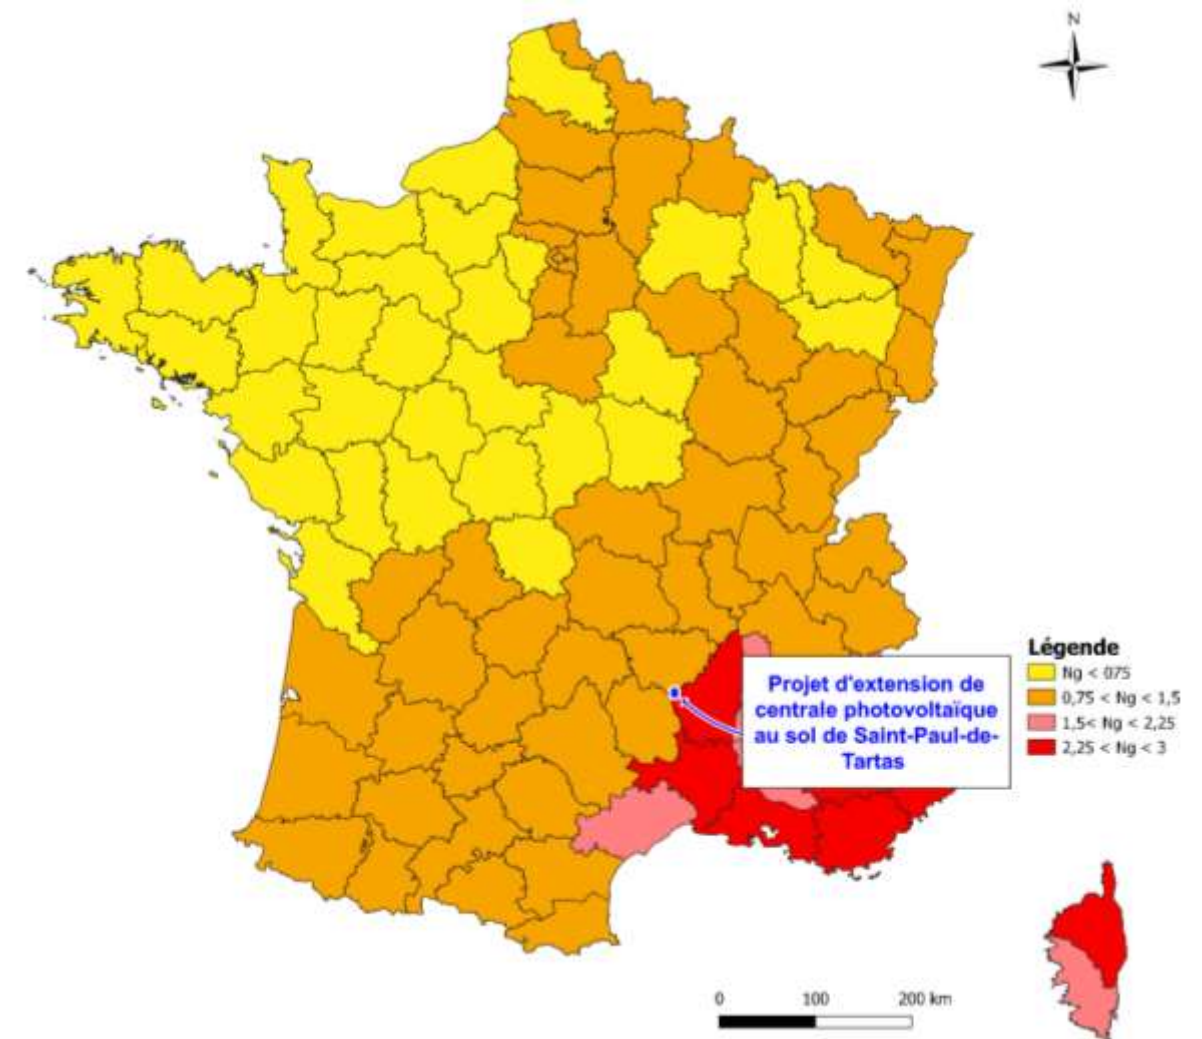 N
Légende
Ng < 075
0,75 < Ng < 1,5
1,5< Ng < 2,25
2,25 < Ng < 3
Projet d'extension de
centrale photovoltaïque
au sol de Saint-Paul-de-
Tartas
0 100 200 km